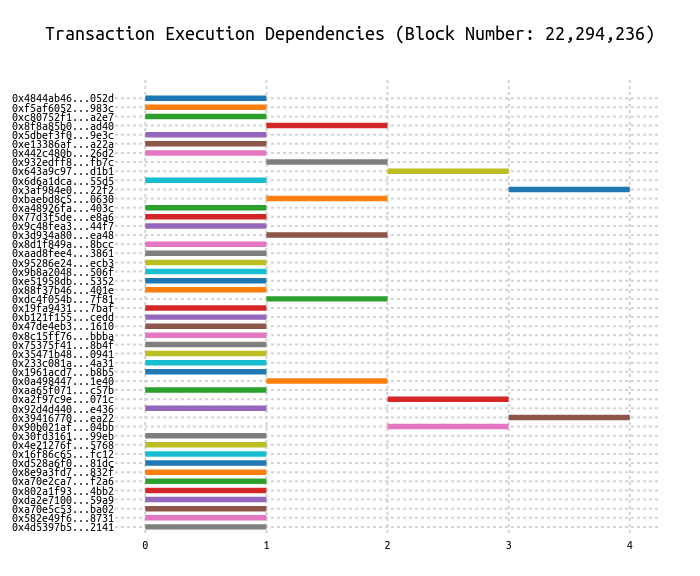 Transaction Execution Dependencies (Block Number: 22,294,236)
0x4844ab46...052d
0xf5af6052...983c
0xc80752f1...a2e7
0x8f8a85b0...ad40
0x5dbef3f0...9e3c
0xe13386af...a22a
0x442c480b...26d2
0x932edff8...fb7c
0x643a9c97...d1b1
0x6d6a1dca...55d5
0x3af984e0...22f2
0xbaebd8c5...0630
0xa48926fa...403c
0x77d3f5de...e8a6
0x9c48fea3...44f7
0x3d934a80...ea48
0x8d1f849a...8bcc
0xaad8fee4...3861
0x95286e24...ecb3
0x9b8a2048...506f
0xe51958db...5352
0x88f37b46...401e
0xdc4f054b...7f81
0x19fa9431...7baf
0xb121f155...cedd
0x47de4eb3...1610
0x8c15ff76...bbba
0x75375f41...8b4f
0x35471b48...0941
0x233c081a...4a31
0x1961acd7...b8b5
0x0a498447...1e40
0xaa65f071...c57b
0xa2f97c9e...071c
0x92d4d440...e436
0x39416770...ea22
0x90b021af...04bb
0x30fd3161...99eb
0x4e21276f...5768
0x16f86c65...fc12
0xd528a6f0...81dc
0x8e9a3fd7...832f
0xa70e2ca7...f2a6
0x802a1f93...4bb2
0xda2e7100...59a9
0xa70e5c53...ba02
0x582e49f6...8731
0x4d5397b5...2141
0 1 2 3 4